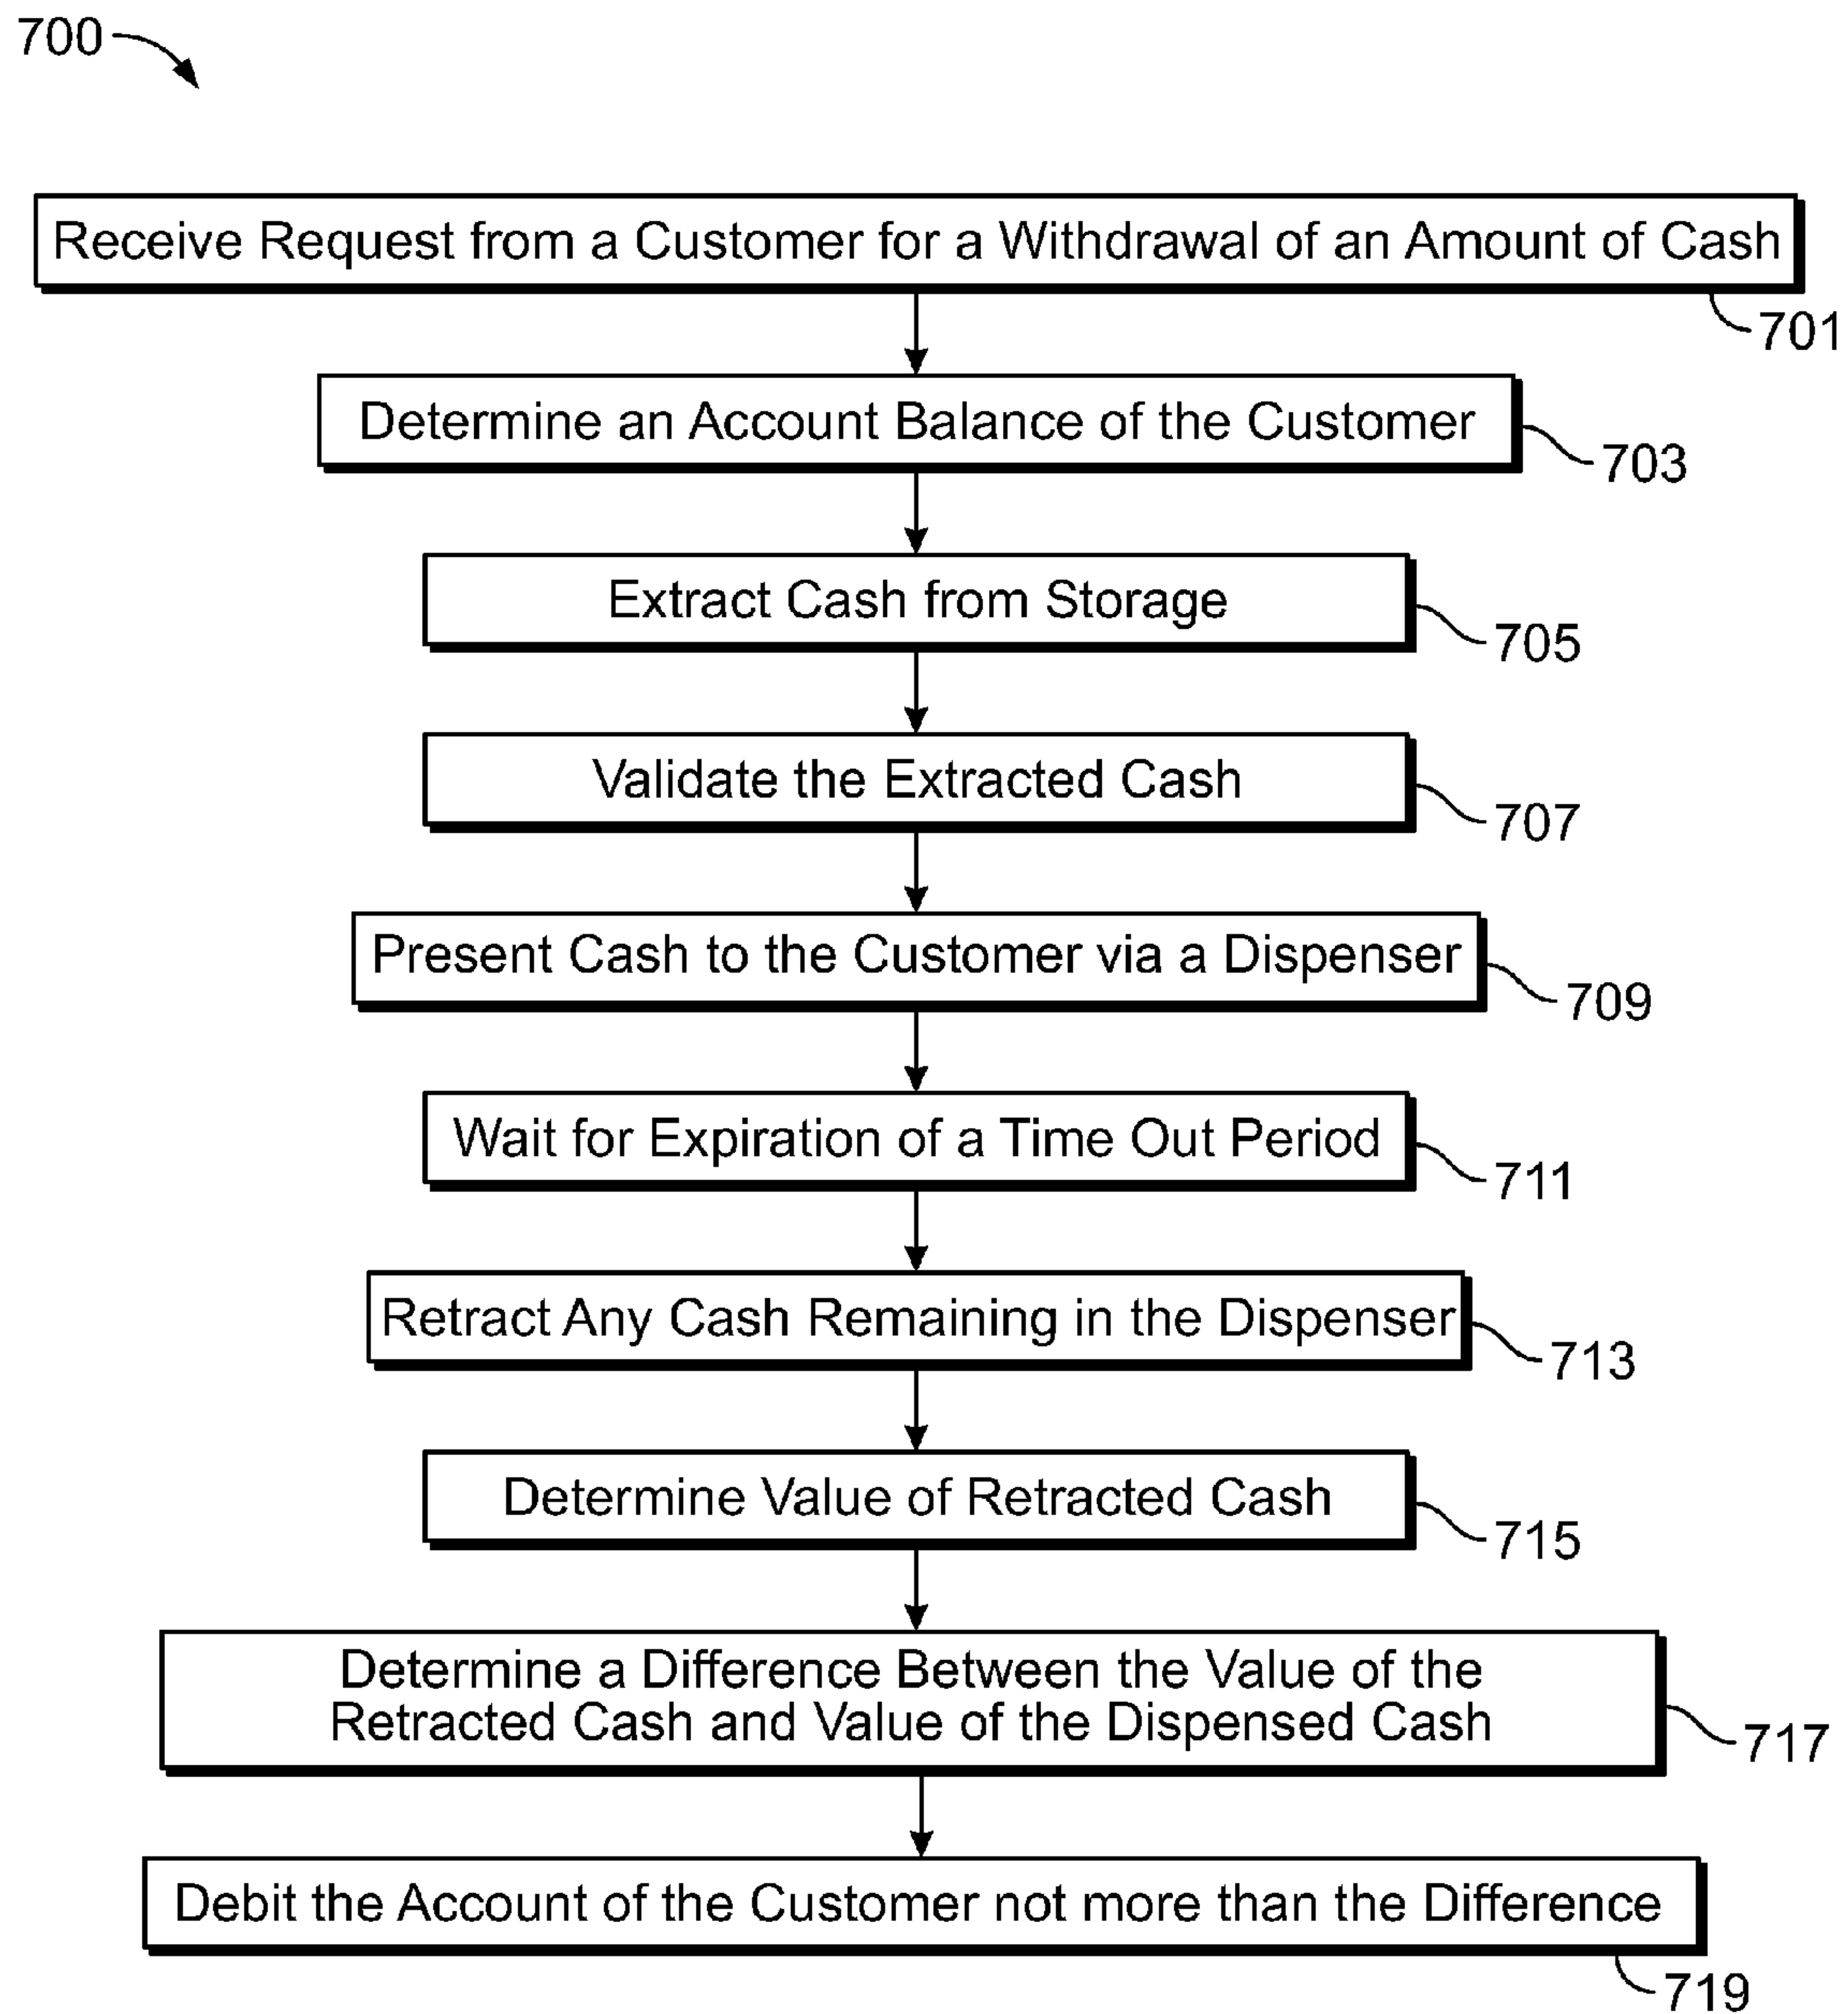 700
Receive Request from a Customer for a Withdrawal of an Amount of Cash
701
Determine an Account Balance of the Customer
703
Extract Cash from Storage
705
Validate the Extracted Cash
707
Present Cash to the Customer via a Dispenser
709
Wait for Expiration of a Time Out Period
711
Retract Any Cash Remaining in the Dispenser
713
Determine Value of Retracted Cash
715
Determine a Difference Between the Value of the
Retracted Cash and Value of the Dispensed Cash
717
Debit the Account of the Customer not more than the Difference
719